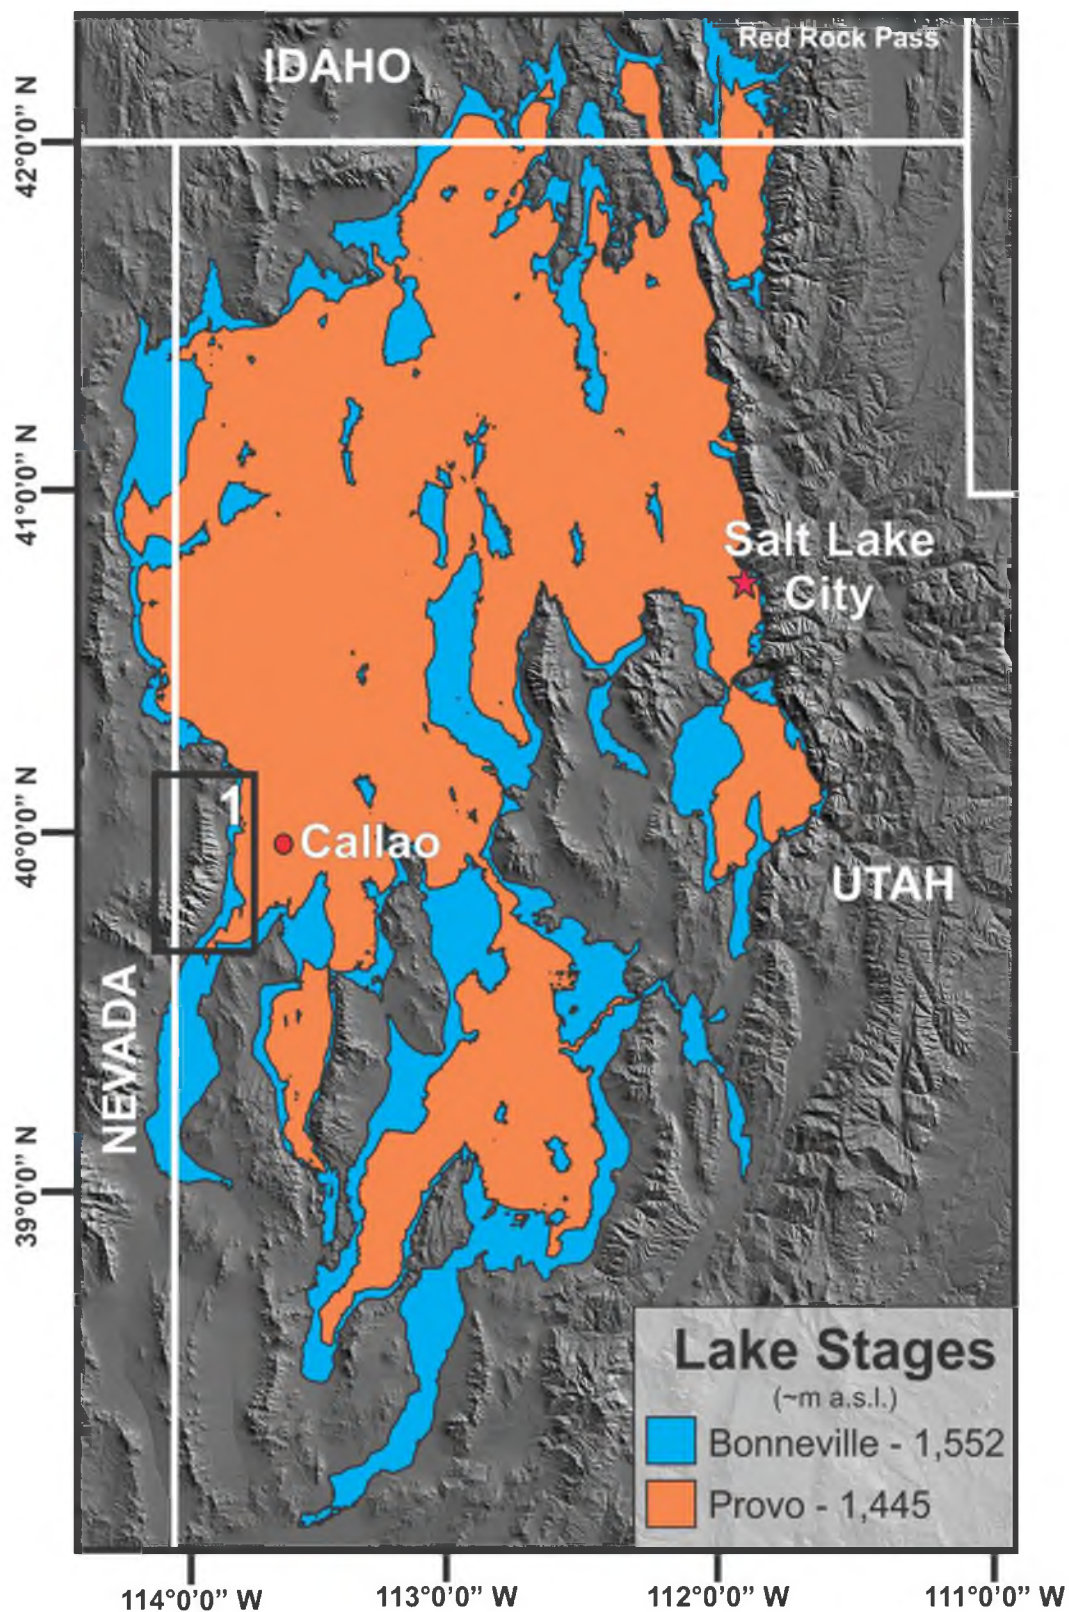 IDAHO
Red Rock Pass
42°0'0" N
41°0'0" N
Salt Lake
City
40°0'0" N
1
Callao
UTAH
NEVADA
39°0'0" N
Lake Stages
(~m a.s.l.)
Bonneville - 1,552
Provo - 1,445
114°0'0" W
113°0'0" W
112°0'0" W
111°0'0" W